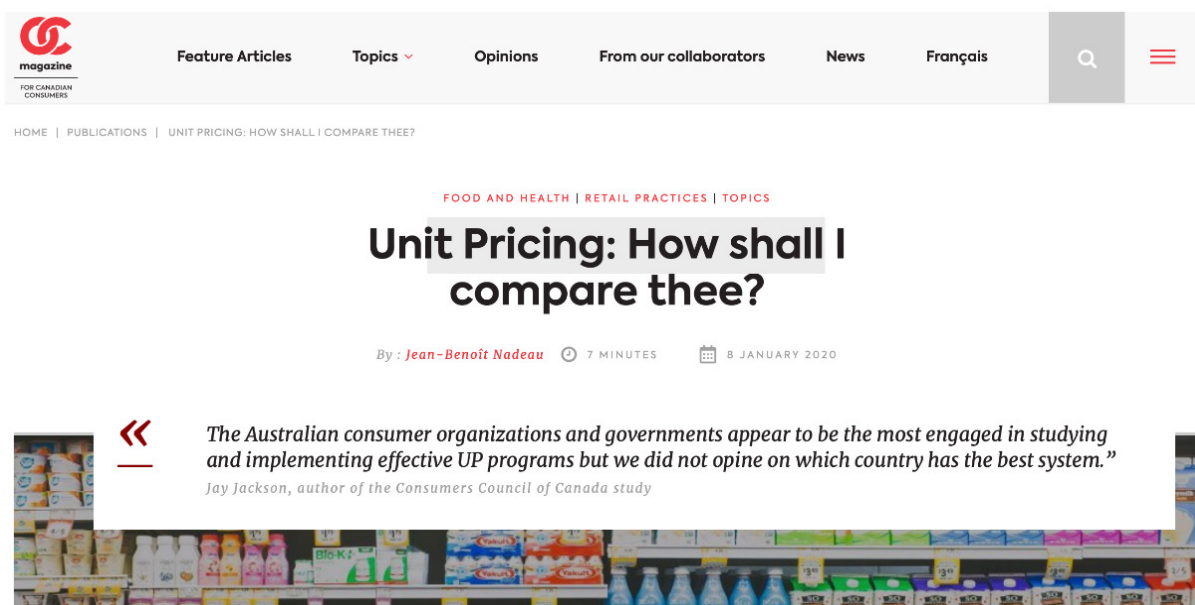 magazine
FOR CANADIAN
CONSUMERS
Feature Articles
Topics
Opinions
From our collaborators
News
Français
HOME | PUBLICATIONS | UNIT PRICING: HOW SHALL I COMPARE THEE?
FOOD AND HEALTH | RETAIL PRACTICES | TOPICS
Unit Pricing: How shall I
compare thee?
By : Jean-Benoît Nadeau
7 MINUTES
8 JANUARY 2020
«
The Australian consumer organizations and governments appear to be the most engaged in studying
and implementing effective UP programs but we did not opine on which country has the best system.”
Jay Jackson, author of the Consumers Council of Canada study
Bio-K+
Yakult
Yakult
Yakult